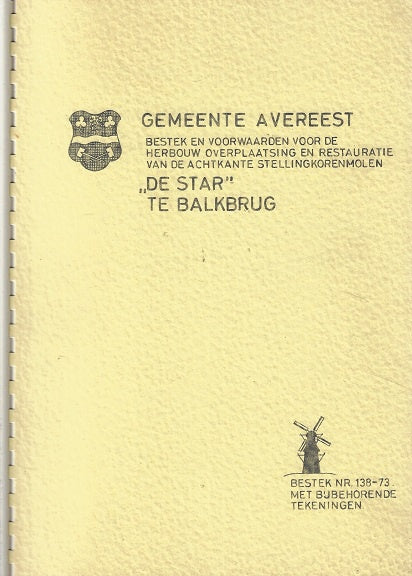 GEMEENTE AVEREEST
BESTEK EN VOORWAARDEN VOOR DE
HERBOUW OVERPLAATSING EN RESTAURATIE
VAN DE ACHTKANTE STELLINGKORENMOLEN
„DE STAR"
TE BALKBRUG
BESTEK NR. 138-73.
MET BIJBEHORENDE
TEKENINGEN